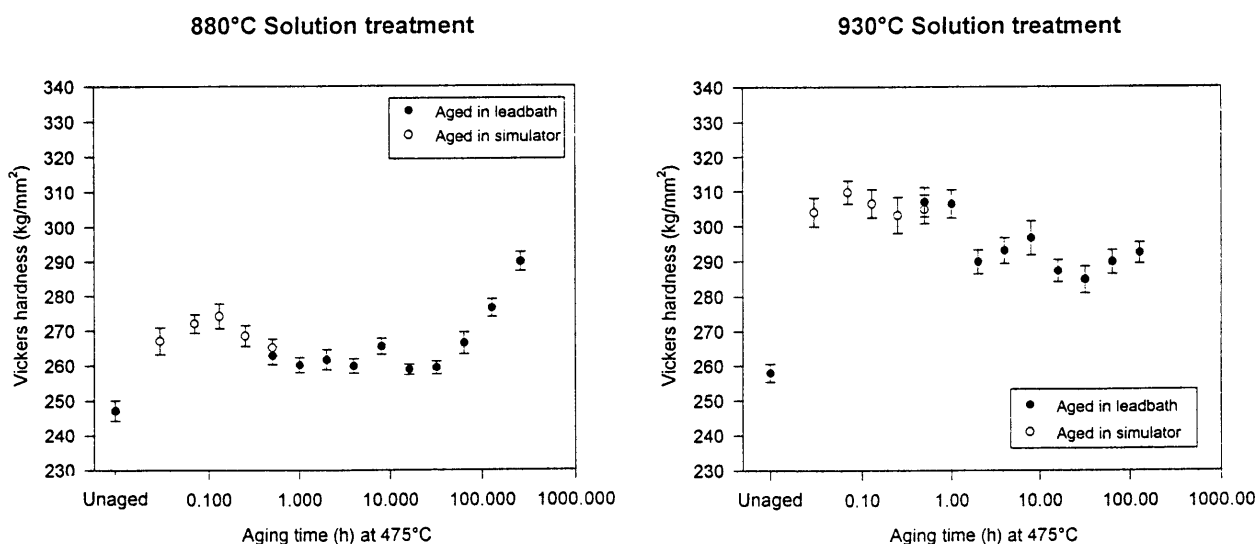 880°C Solution treatment
340
330
320
310
300
290
280
270
260
250
240
230
Vickers hardness (kg/mm²)
Aged in leadbath
Aged in simulator
Unaged 0.100 1.000 10.000 100.000 1000.000
Aging time (h) at 475°C
930°C Solution treatment
340
330
320
310
300
290
280
270
260
250
240
230
Vickers hardness (kg/mm²)
Aged in leadbath
Aged in simulator
Unaged 0.10 1.00 10.00 100.00 1000.00
Aging time (h) at 475°C